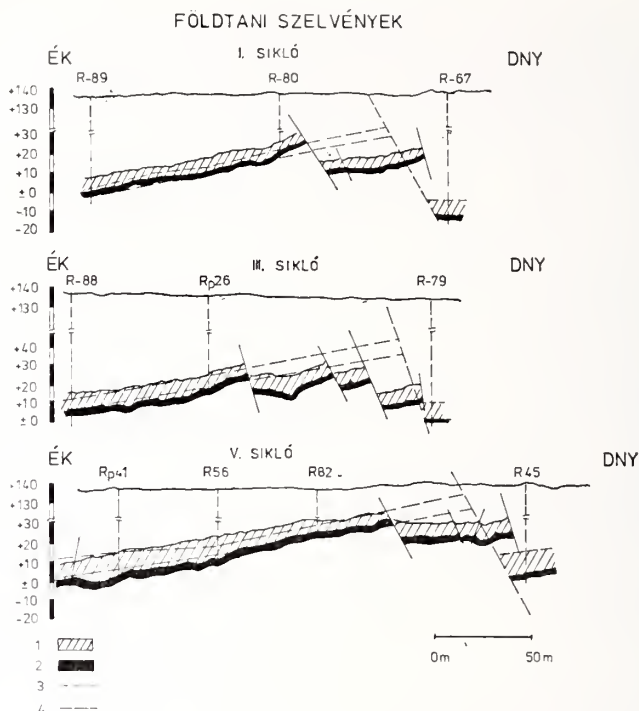 FÖLDTANI SZELVÉNYEK
I. SIKLÓ
ÉK
DNY
R-89 R-80 R-67
+140
+130
+30
+20
+10
± 0
-10
-20
ÉK
III. SIKLÓ
DNY
R-88 Rp26 R-79
+140
+130
+40
+30
+20
+10
± 0
ÉK
V. SIKLÓ
DNY
Rp41 R56 R82 R45
+140
+130
+30
+20
+10
± 0
-10
-20
1
2
3
4
0m 50m